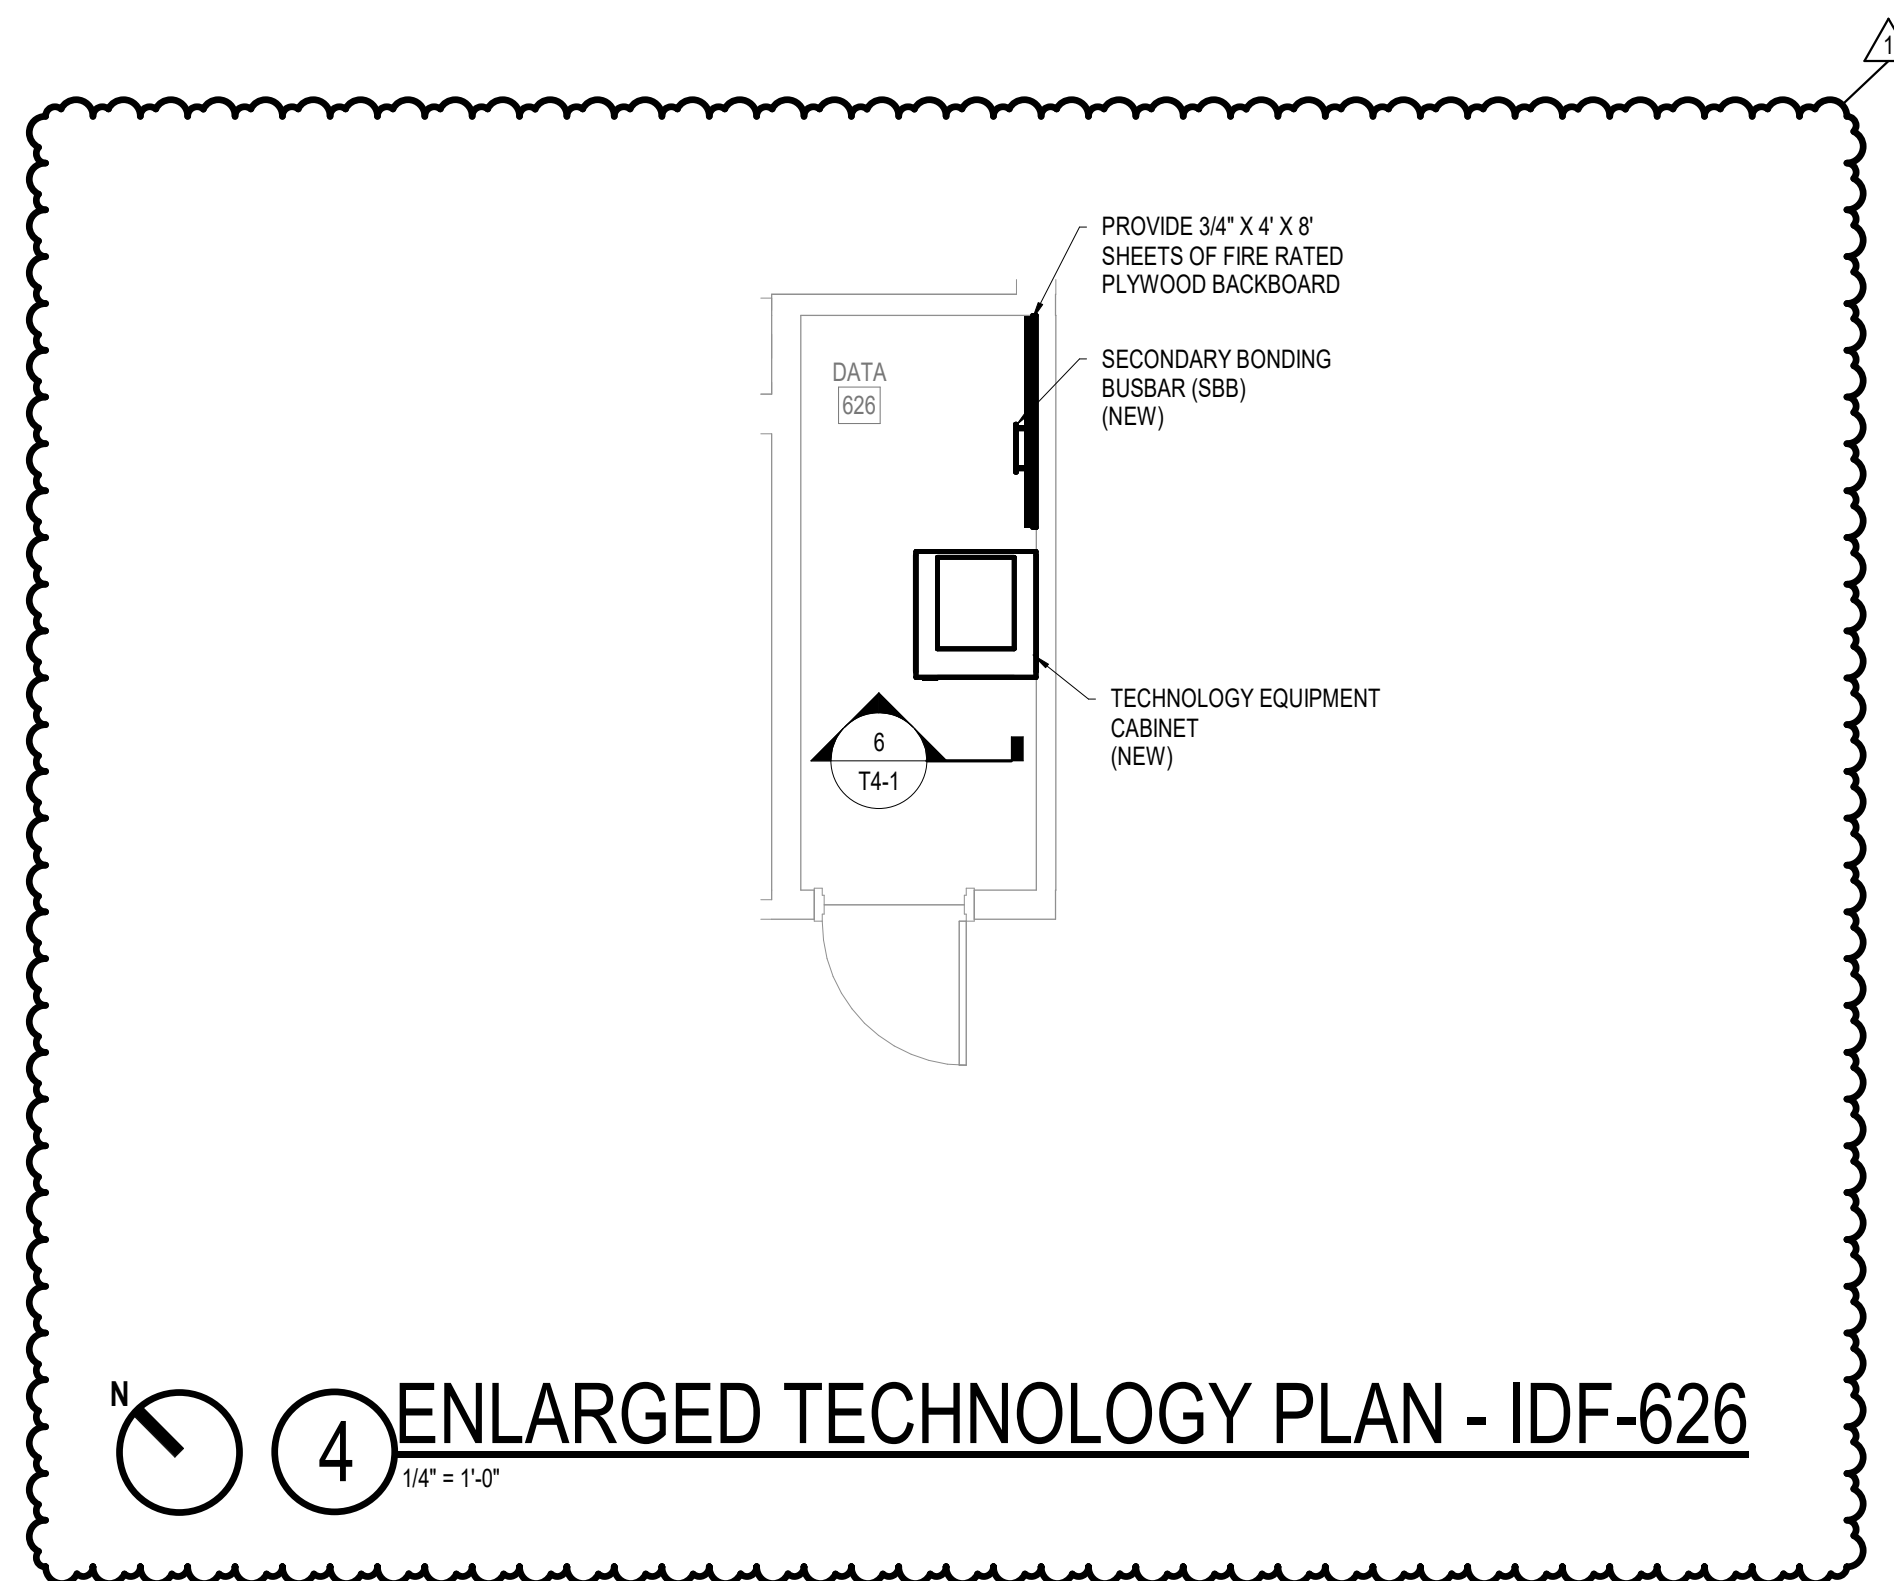 1
PROVIDE 3/4" X 4' X 8'
SHEETS OF FIRE RATED
PLYWOOD BACKBOARD
SECONDARY BONDING
BUSBAR (SBB)
(NEW)
DATA
626
TECHNOLOGY EQUIPMENT
CABINET
(NEW)
6
T4-1
N
4
ENLARGED TECHNOLOGY PLAN - IDF-626
1/4" = 1'-0"